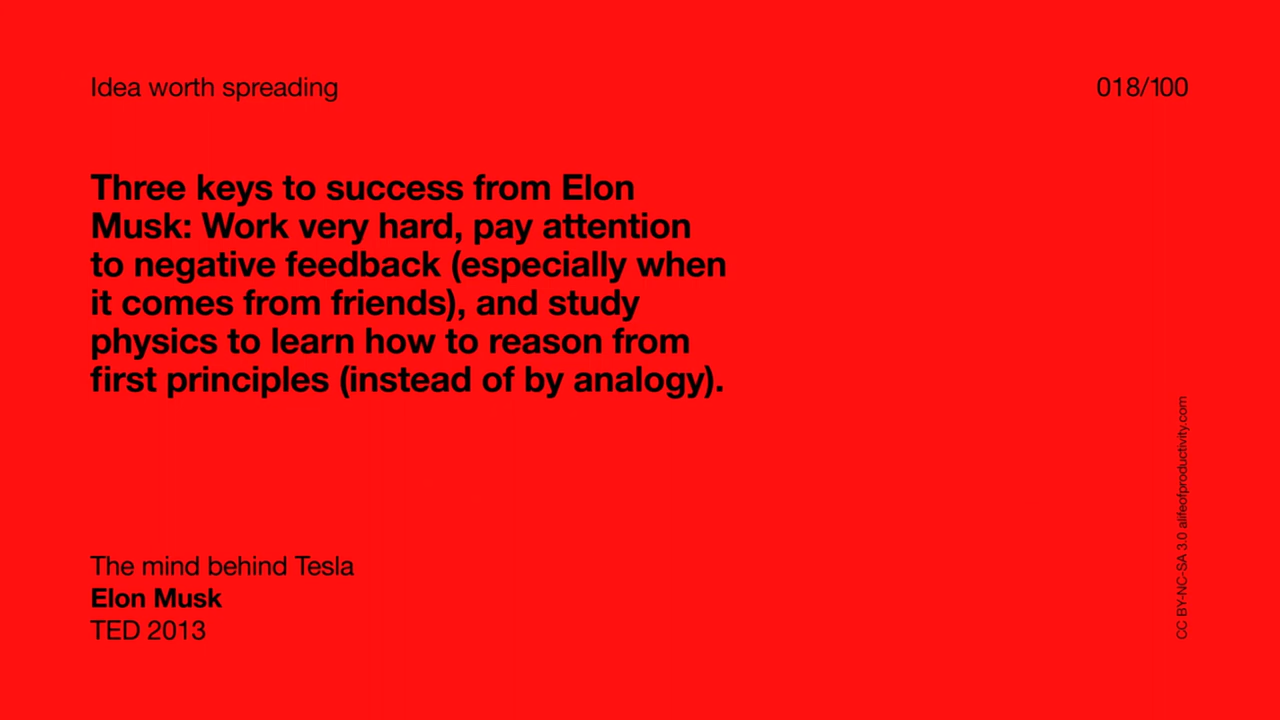 Idea worth spreading
018/100
Three keys to success from Elon
Musk: Work very hard, pay attention
to negative feedback (especially when
it comes from friends), and study
physics to learn how to reason from
first principles (instead of by analogy).
The mind behind Tesla
Elon Musk
TED 2013
CC BY-NC-SA 3.0 alifeofproductivity.com